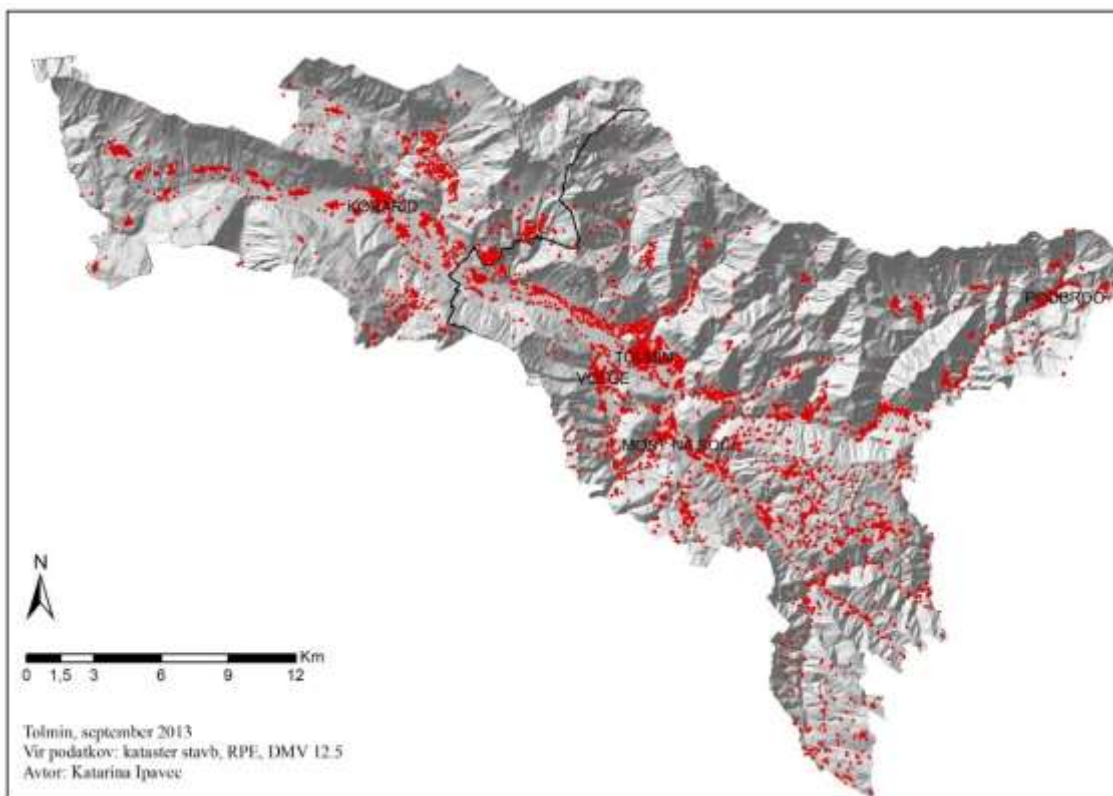 KOBARID
PODBRDO
TOLMIN
VOLČE
MOST NA SOČI
N
Km
0 1,5 3 6 9 12
Tolmin, september 2013
Vir podatkov: kataster stavb, RPE, DMV 12.5
Avtor: Katarina Ipavec